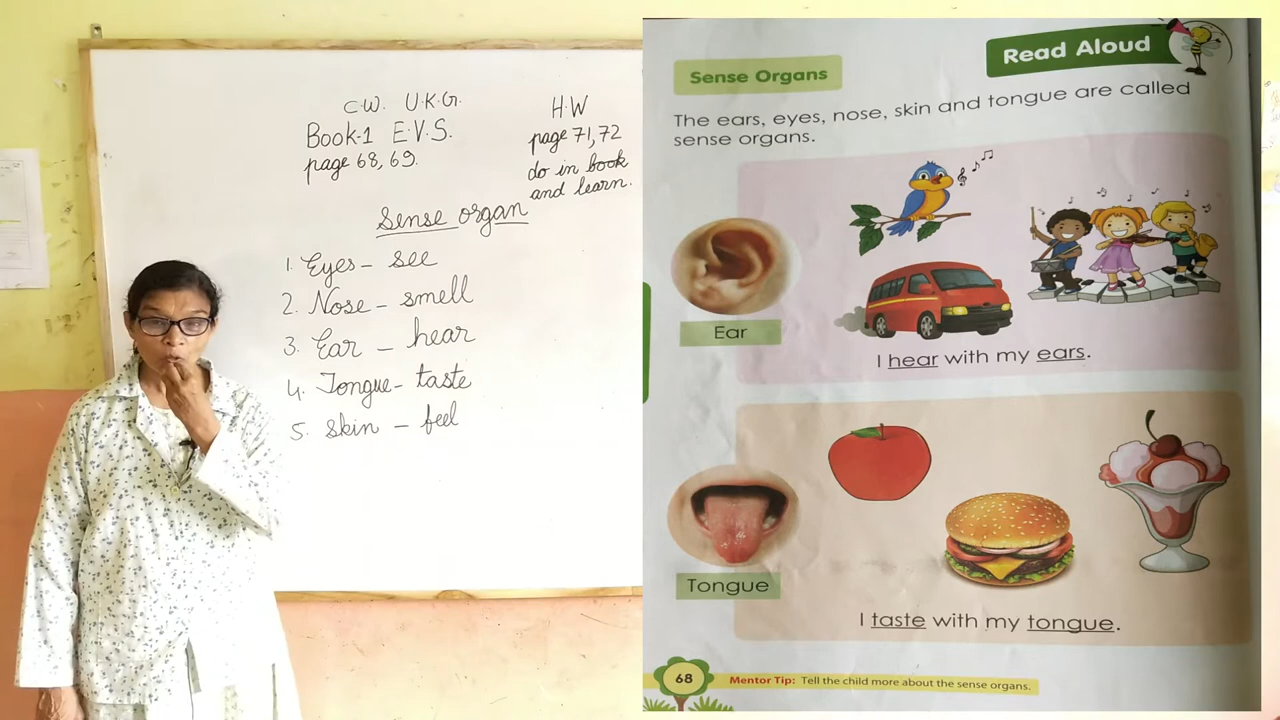 C.W. U.K.G.
Book-1 E.V.S.
page 68, 69.
H.W
page 71, 72
do in book
and learn.
Sense organ
1. Eyes - see
2. Nose - smell
3. Ear - hear
4. Tongue - taste
5. Skin - feel
Read Aloud
Sense Organs
The ears, eyes, nose, skin and tongue are called
sense organs.
Ear
I hear with my ears.
Tongue
I taste with my tongue.
68
Mentor Tip: Tell the child more about the sense organs.